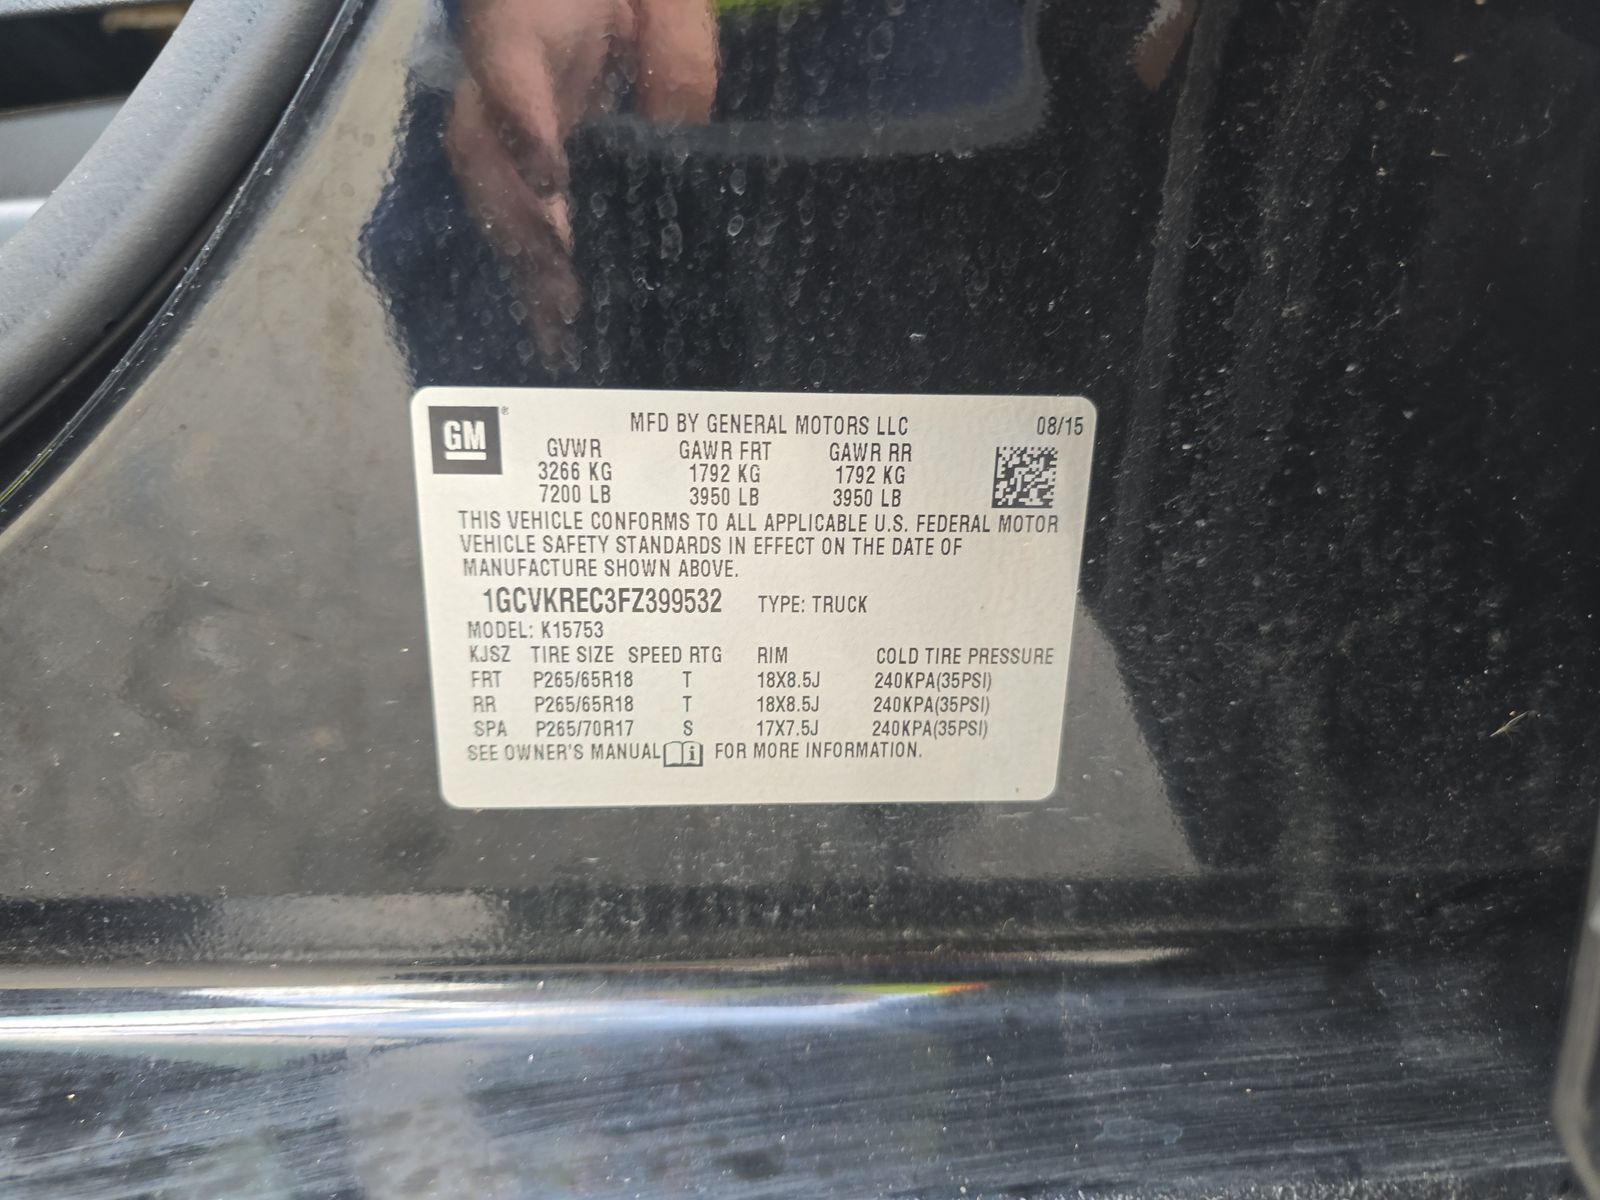 GM®
MFD BY GENERAL MOTORS LLC 08/15
GVWR GAWR FRT GAWR RR
3266 KG 1792 KG 1792 KG
7200 LB 3950 LB 3950 LB
THIS VEHICLE CONFORMS TO ALL APPLICABLE U.S. FEDERAL MOTOR
VEHICLE SAFETY STANDARDS IN EFFECT ON THE DATE OF
MANUFACTURE SHOWN ABOVE.
1GCVKREC3FZ399532 TYPE: TRUCK
MODEL: K15753
KJSZ TIRE SIZE SPEED RTG RIM COLD TIRE PRESSURE
FRT P265/65R18 T 18X8.5J 240KPA(35PSI)
RR P265/65R18 T 18X8.5J 240KPA(35PSI)
SPA P265/70R17 S 17X7.5J 240KPA(35PSI)
SEE OWNER'S MANUAL i FOR MORE INFORMATION.